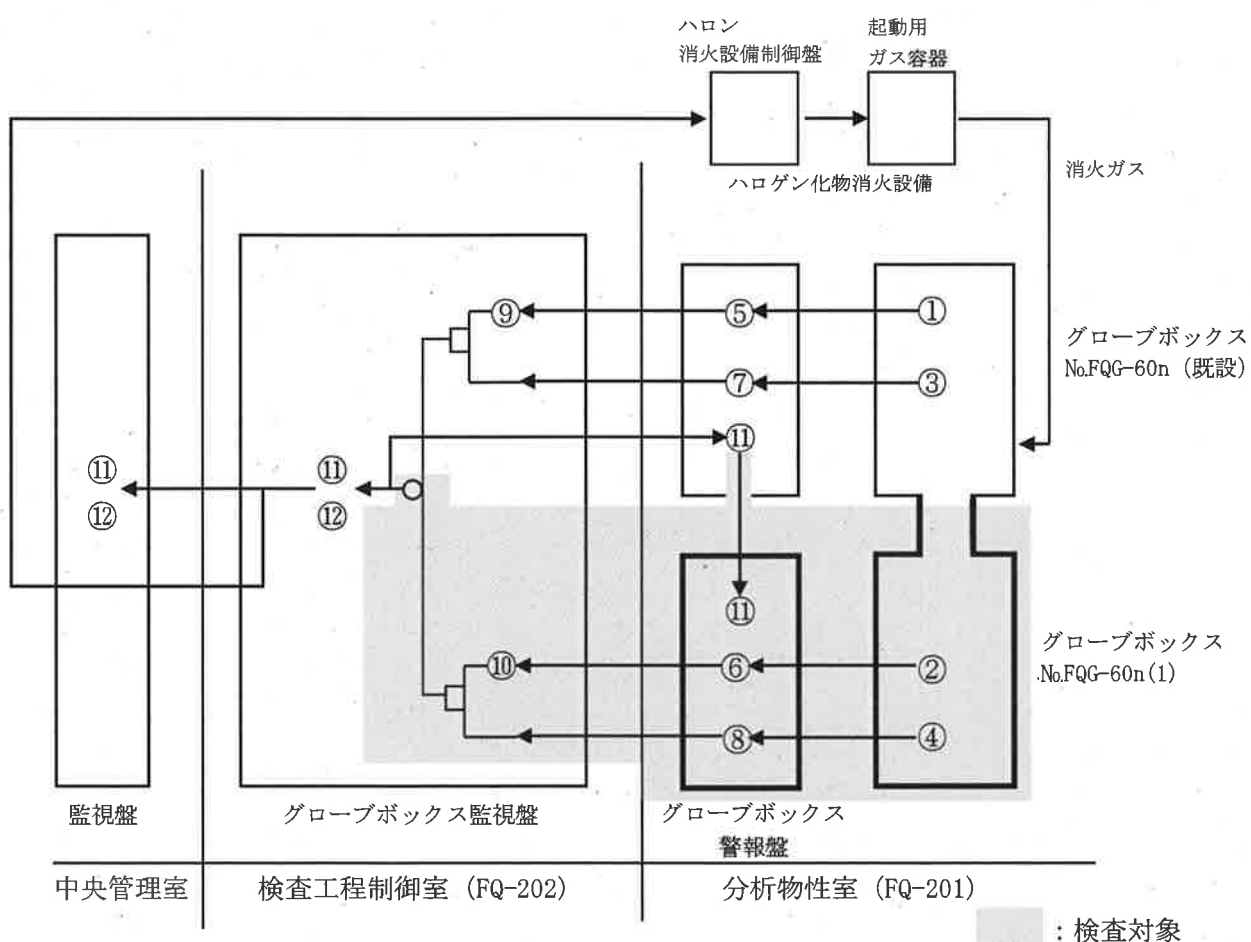 ハロン
消火設備制御盤
起動用
ガス容器
ハロゲン化物消火設備
消火ガス
⑨ ⑤ ①
⑦ ③
グローブボックス
No.FQG-60n (既設)
⑪
⑪ ⑪
⑫ ⑫
⑪
⑩ ⑥ ②
⑧ ④
グローブボックス
No.FQG-60n(1)
監視盤
グローブボックス監視盤
グローブボックス
警報盤
中央管理室
検査工程制御室 (FQ-202)
分析物性室 (FQ-201)
：検査対象